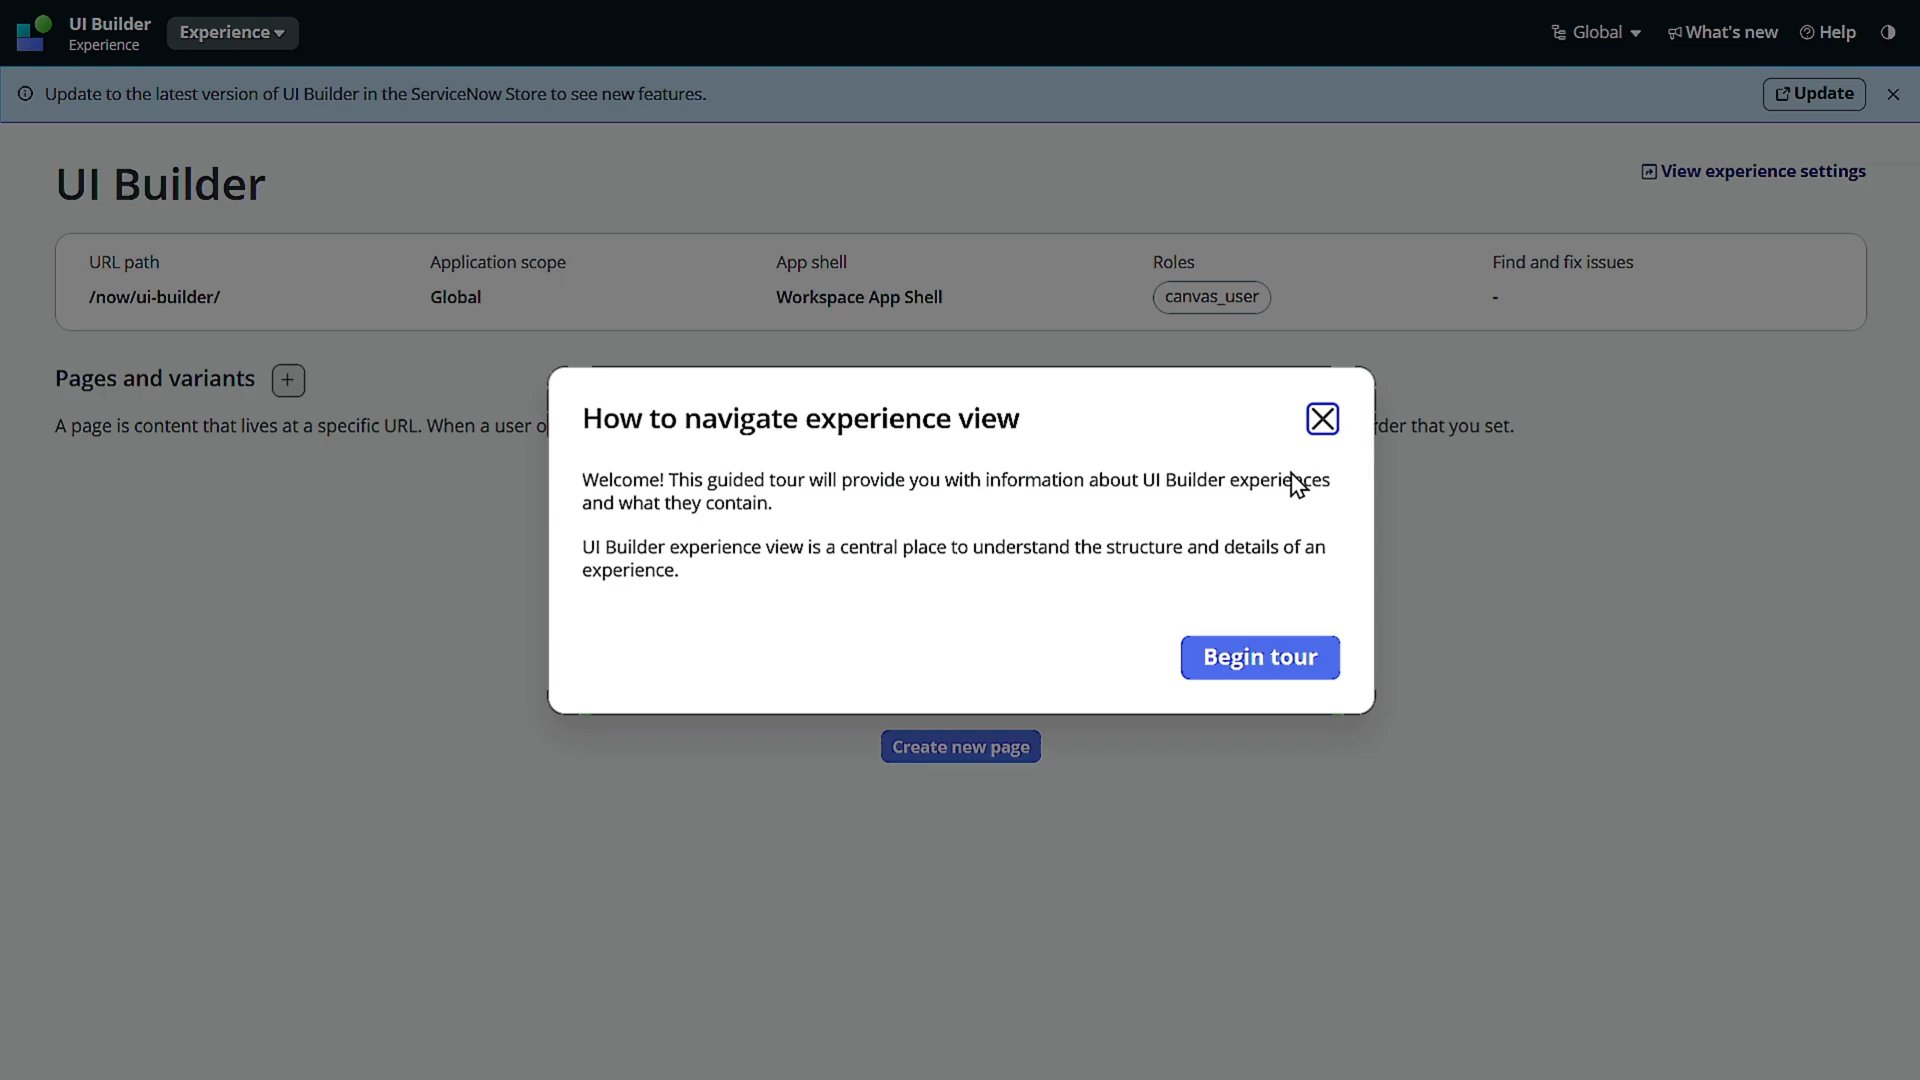 UI Builder
Experience
Experience
Global
What's new
Help
Update to the latest version of UI Builder in the ServiceNow Store to see new features.
Update
UI Builder
View experience settings
URL path
Application scope
App shell
Roles
Find and fix issues
/now/ui-builder/
Global
Workspace App Shell
canvas_user
-
Pages and variants
A page is content that lives at a specific URL. When a user o
der that you set.
How to navigate experience view
Welcome! This guided tour will provide you with information about UI Builder experiences
and what they contain.
UI Builder experience view is a central place to understand the structure and details of an
experience.
Begin tour
Create new page